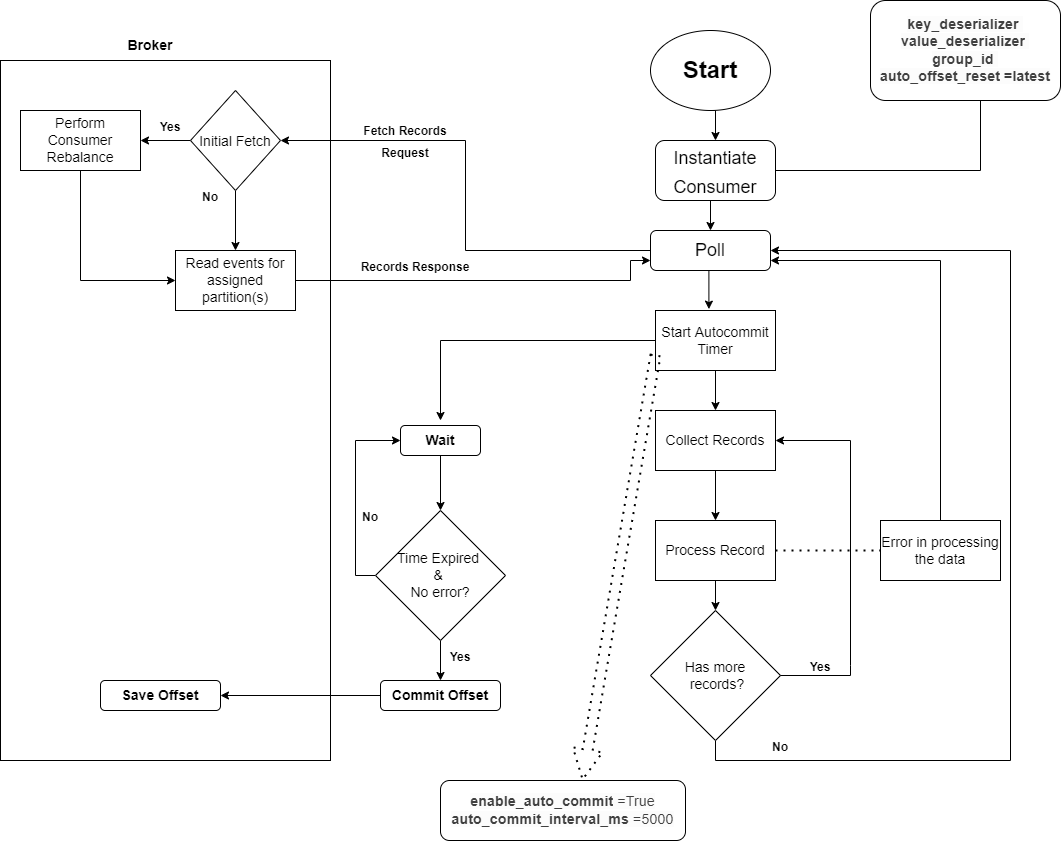 key_deserializer
value_deserializer
group_id
auto_offset_reset =latest
Broker
Start
Perform
Consumer
Rebalance
Yes
Initial Fetch
Fetch Records
Request
Instantiate
Consumer
No
Poll
Read events for
assigned
partition(s)
Records Response
Start Autocommit
Timer
Wait
Collect Records
No
Time Expired
&
No error?
Process Record
Error in processing
the data
Yes
Has more
records?
Yes
Save Offset
Commit Offset
No
enable_auto_commit =True
auto_commit_interval_ms =5000